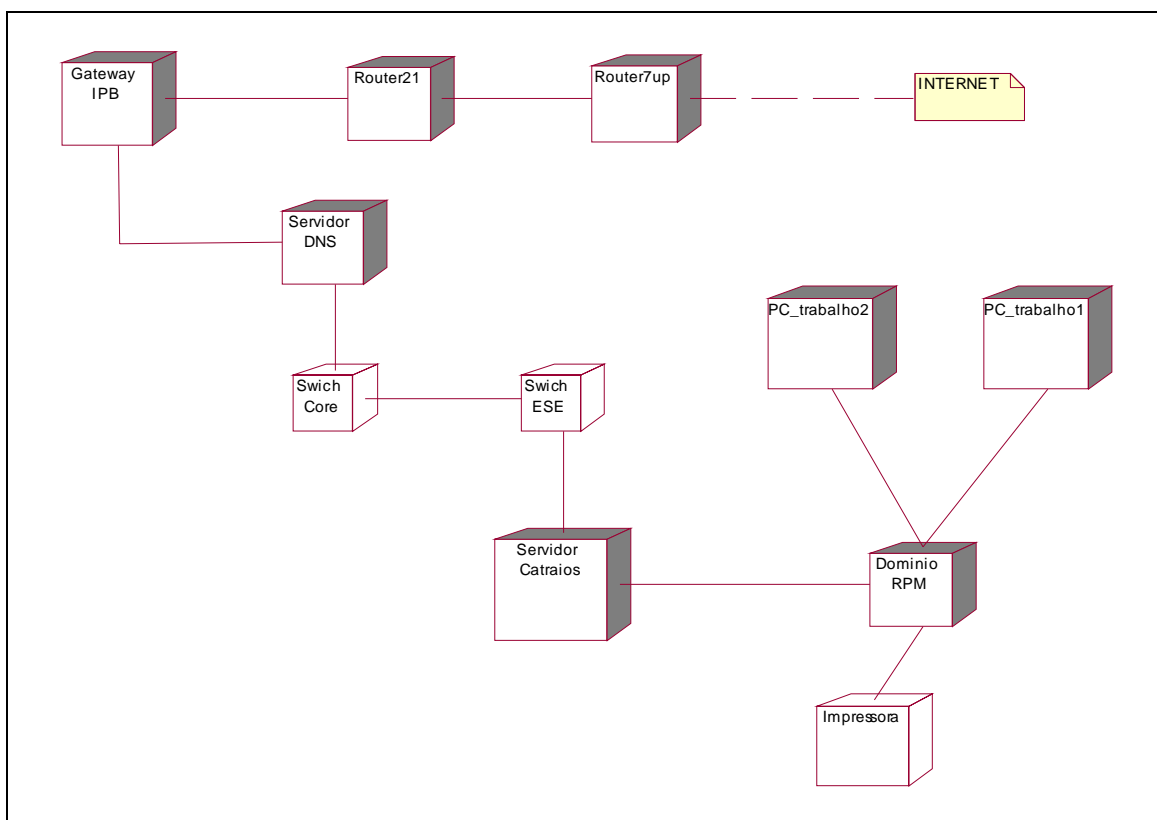 Gateway
IPB
Router21
Router7up
INTERNET
Servidor
DNS
PC_trabalho2
PC_trabalho1
Swich
Core
Swich
ESE
Servidor
Catraios
Dominio
RPM
Impressora